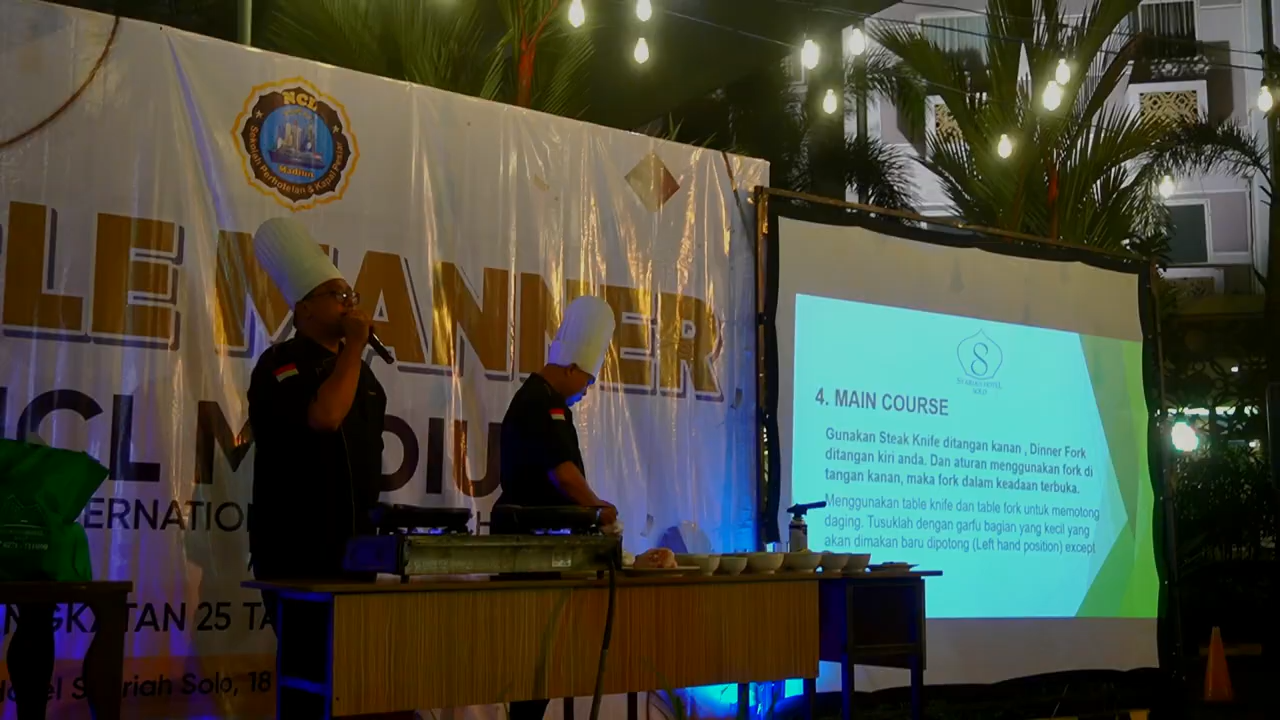 NCL
Sekolah Perhotelan & Kapal Pesiar
Madiun
LE MANNER
NCL M DIU
ERNATIO
NGKATAN 25 TA
Hotel Syariah Solo, 18
SYARIAH HOTEL
SOLO
4. MAIN COURSE
Gunakan Steak Knife ditangan kanan , Dinner Fork
ditangan kiri anda. Dan aturan menggunakan fork di
tangan kanan, maka fork dalam keadaan terbuka.
Menggunakan table knife dan table fork untuk memotong
daging. Tusuklah dengan garfu bagian yang kecil yang
akan dimakan baru dipotong (Left hand position) except